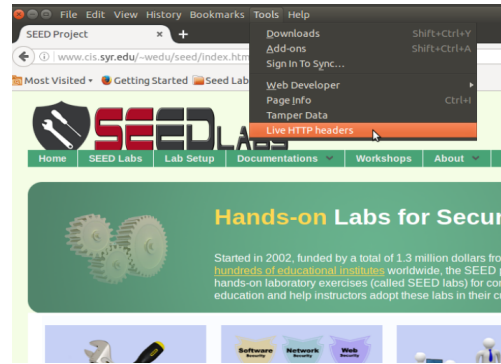 File Edit View History Bookmarks Tools Help
SEED Project × +
www.cis.syr.edu/~wedu/seed/index.htm
Most Visited Getting Started Seed Lab
Downloads Shift+Ctrl+Y
Add-ons Shift+Ctrl+A
Sign In To Sync...
Web Developer
Page Info Ctrl+I
Tamper Data
Live HTTP headers
SEEDLABS
Home SEED Labs Lab Setup Documentations Workshops About
Hands-on Labs for Secur
Started in 2002, funded by a total of 1.3 million dollars fro
hundreds of educational institutes worldwide, the SEED
hands-on laboratory exercises (called SEED labs) for co
education and help instructors adopt these labs in their c
Software Security Network Security Web Security